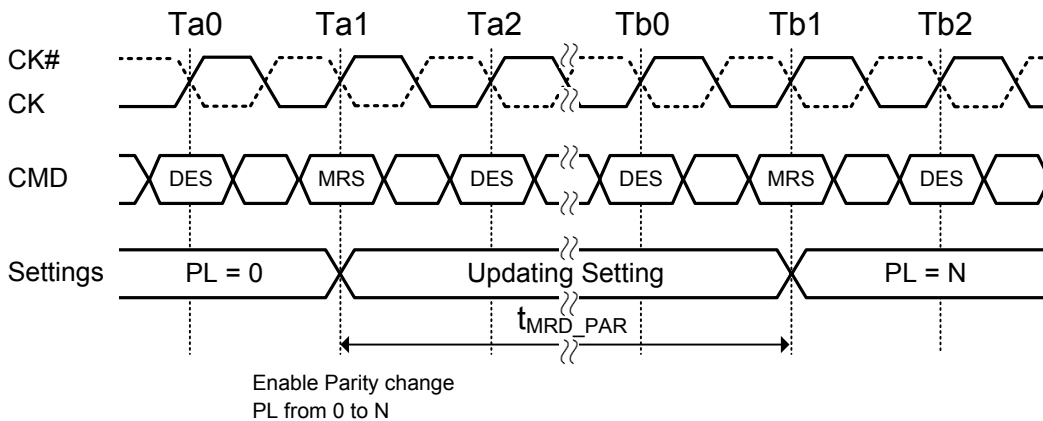 Ta0 Ta1 Ta2 Tb0 Tb1 Tb2
CK#
CK
CMD DES MRS DES DES MRS DES
Settings PL = 0 Updating Setting PL = N
tMRD_PAR
Enable Parity change
PL from 0 to N